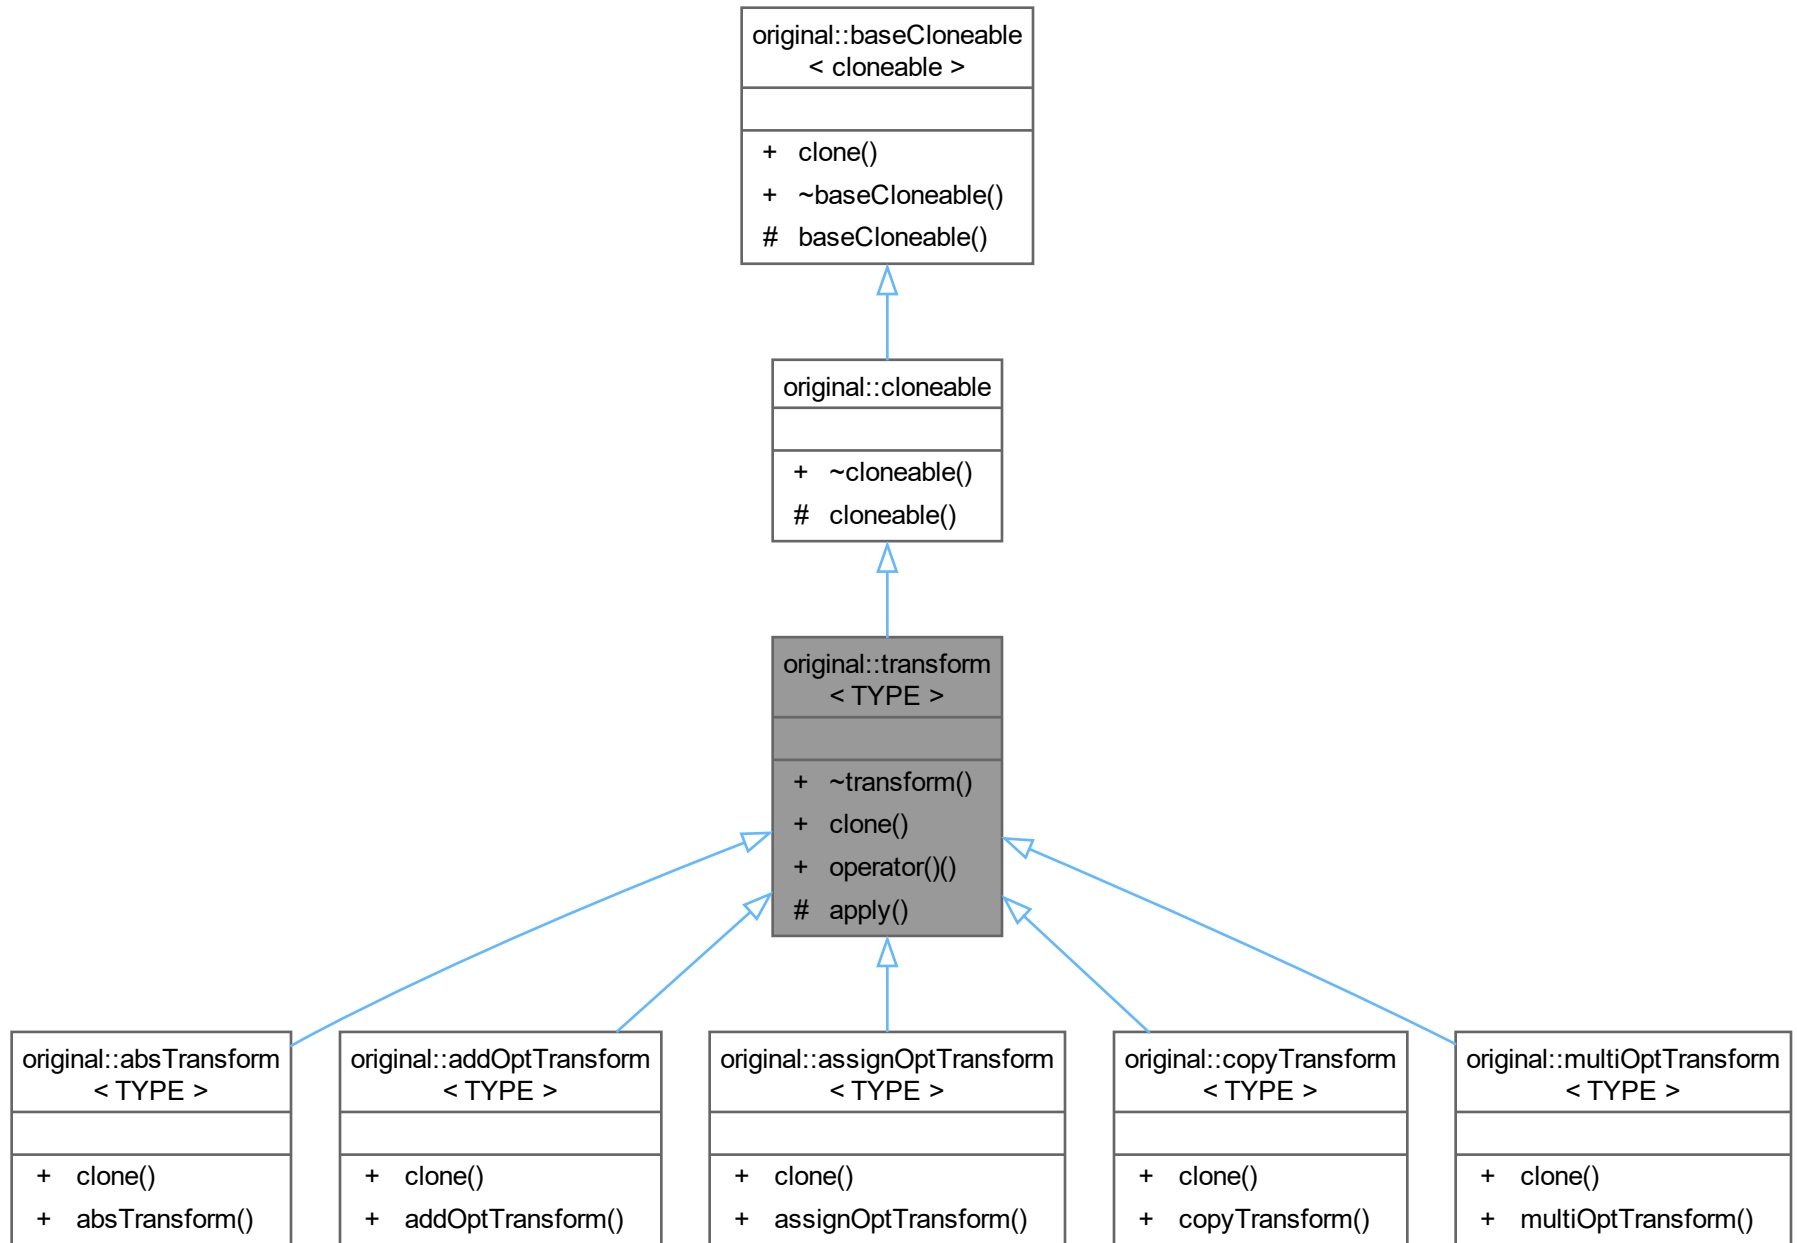 original::baseCloneable
< cloneable >
+ clone()
+ ~baseCloneable()
# baseCloneable()
original::cloneable
+ ~cloneable()
# cloneable()
original::transform
< TYPE >
+ ~transform()
+ clone()
+ operator()()
# apply()
original::absTransform
< TYPE >
+ clone()
+ absTransform()
original::addOptTransform
< TYPE >
+ clone()
+ addOptTransform()
original::assignOptTransform
< TYPE >
+ clone()
+ assignOptTransform()
original::copyTransform
< TYPE >
+ clone()
+ copyTransform()
original::multiOptTransform
< TYPE >
+ clone()
+ multiOptTransform()